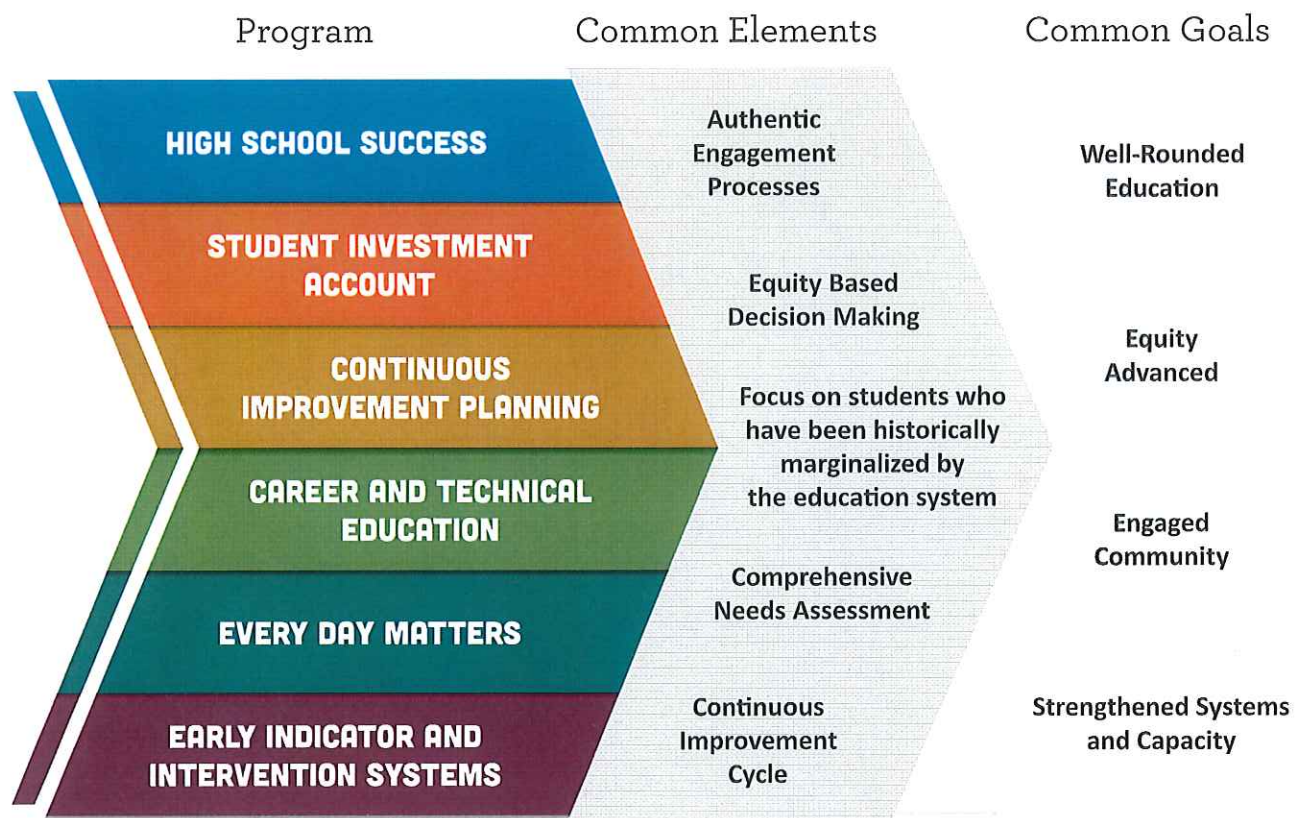 Program
Common Elements
Common Goals
HIGH SCHOOL SUCCESS
STUDENT INVESTMENT
ACCOUNT
CONTINUOUS
IMPROVEMENT PLANNING
CAREER AND TECHNICAL
EDUCATION
EVERY DAY MATTERS
EARLY INDICATOR AND
INTERVENTION SYSTEMS
Authentic
Engagement
Processes
Equity Based
Decision Making
Focus on students who
have been historically
marginalized by
the education system
Comprehensive
Needs Assessment
Continuous
Improvement
Cycle
Well-Rounded
Education
Equity
Advanced
Engaged
Community
Strengthened Systems
and Capacity